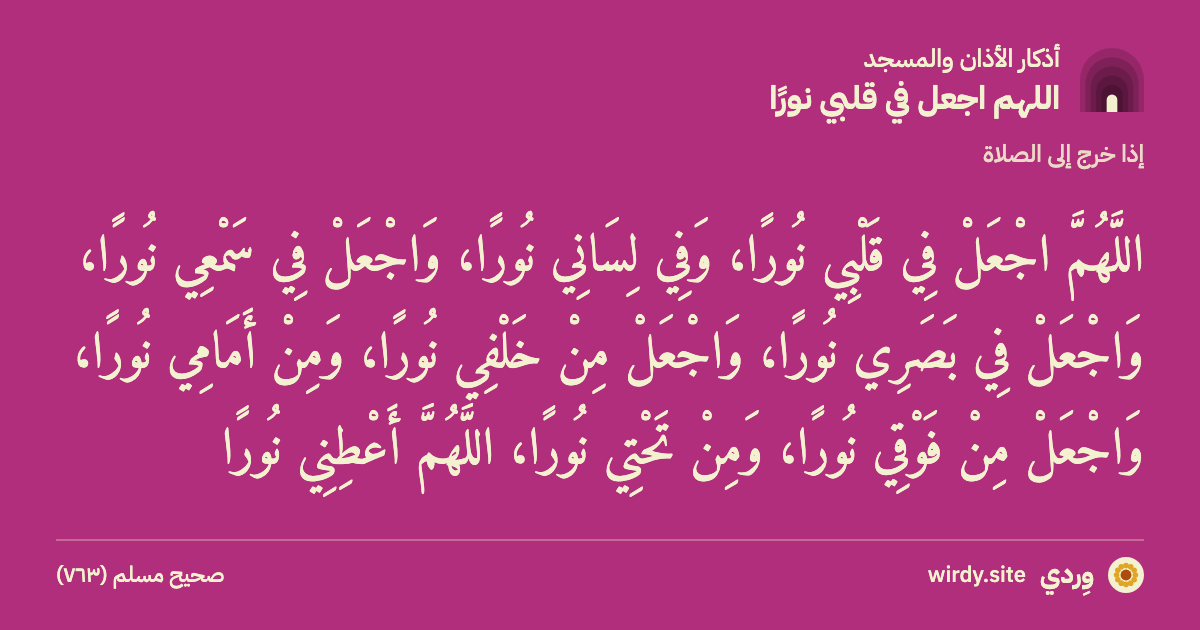 أذكار الأذان والمسجد
اللهم اجعل في قلبي نورًا
إذا خرج إلى الصلاة
اللَّهُمَّ اجْعَلْ فِي قَلْبِي نُورًا، وَفِي لِسَانِي نُورًا، وَاجْعَلْ فِي سَمْعِي نُورًا،
وَاجْعَلْ فِي بَصَرِي نُورًا، وَاجْعَلْ مِنْ خَلْفِي نُورًا، وَمِنْ أَمَامِي نُورًا،
وَاجْعَلْ مِنْ فَوْقِي نُورًا، وَمِنْ تَحْتِي نُورًا، اللَّهُمَّ أَعْطِنِي نُورًا
وِردي wirdy.site
صحيح مسلم (٧٦٣)